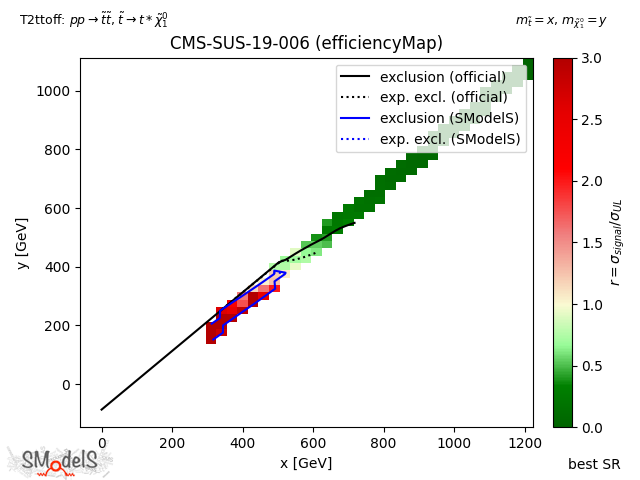 T2ttoff: pp → t̃t̃, t̃ → t * χ̃₁⁰
m_t̃ = x, m_χ̃₁⁰ = y
CMS-SUS-19-006 (efficiencyMap)
exclusion (official)
exp. excl. (official)
exclusion (SModelS)
exp. excl. (SModelS)
1000
800
600
400
200
0
y [GeV]
0 200 400 600 800 1000 1200
x [GeV]
3.0
2.5
2.0
1.5
1.0
0.5
0.0
r = σ_signal/σ_UL
best SR
SModelS